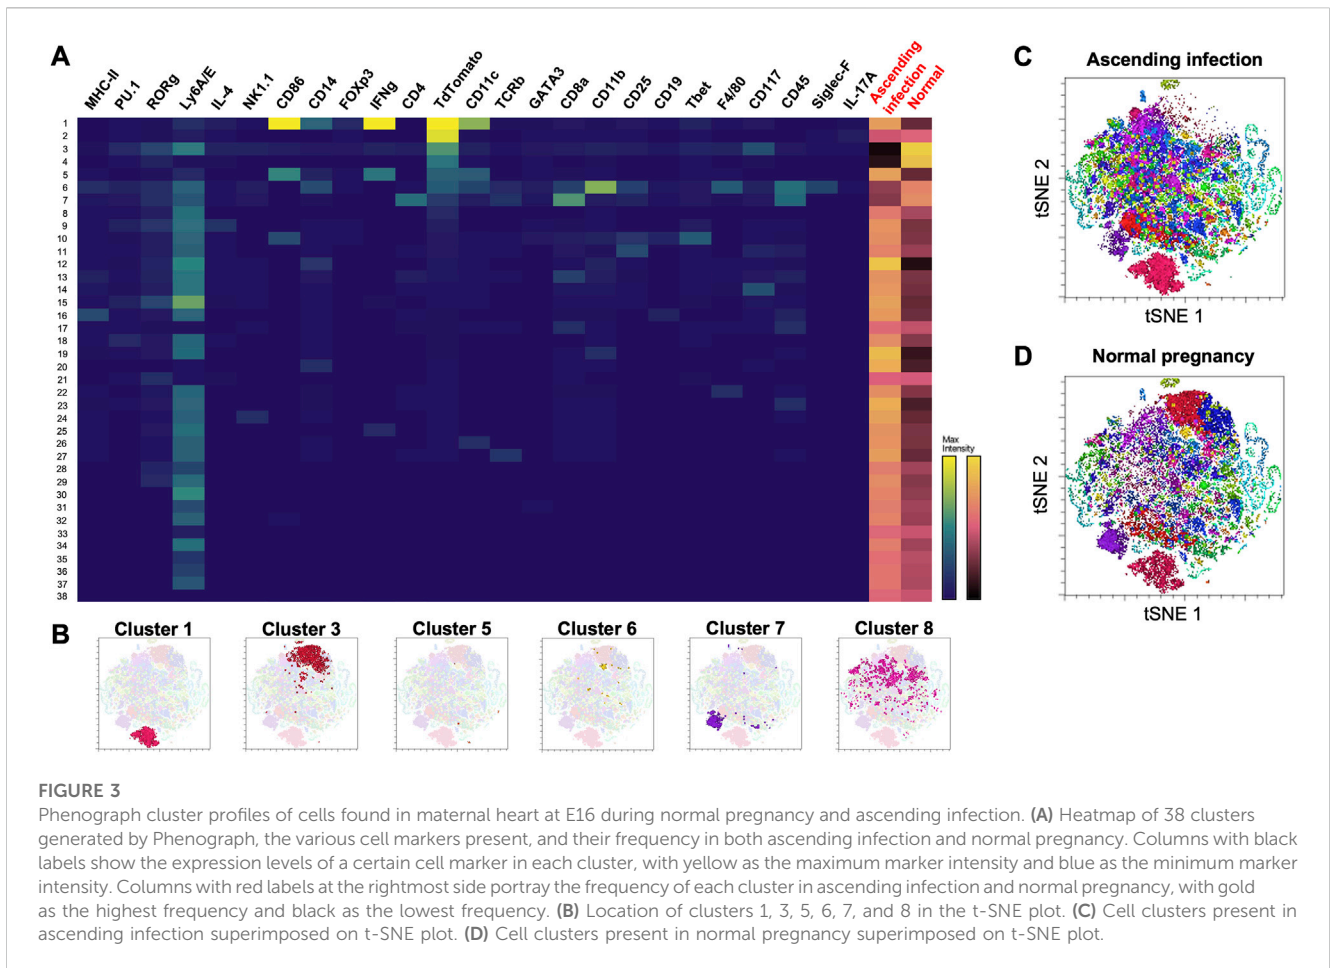 A
MHC-II
PU.1
RORg
Ly6A/E
IL-4
NK1.1
CD86
CD14
FOXp3
IFNg
CD4
TdTomato
CD11c
TCRb
GATA3
CD8a
CD11b
CD25
CD19
Tbet
F4/80
CD117
CD45
Siglec-F
IL-17A
Ascending
infection
Normal
1
2
3
4
5
6
7
8
9
10
11
12
13
14
15
16
17
18
19
20
21
22
23
24
25
26
27
28
29
30
31
32
33
34
35
36
37
38
Max
Intensity
C
Ascending infection
tSNE 2
tSNE 1
D
Normal pregnancy
tSNE 2
tSNE 1
B
Cluster 1
Cluster 3
Cluster 5
Cluster 6
Cluster 7
Cluster 8
FIGURE 3
Phenograph cluster profiles of cells found in maternal heart at E16 during normal pregnancy and ascending infection. (A) Heatmap of 38 clusters
generated by Phenograph, the various cell markers present, and their frequency in both ascending infection and normal pregnancy. Columns with black
labels show the expression levels of a certain cell marker in each cluster, with yellow as the maximum marker intensity and blue as the minimum marker
intensity. Columns with red labels at the rightmost side portray the frequency of each cluster in ascending infection and normal pregnancy, with gold
as the highest frequency and black as the lowest frequency. (B) Location of clusters 1, 3, 5, 6, 7, and 8 in the t-SNE plot. (C) Cell clusters present in
ascending infection superimposed on t-SNE plot. (D) Cell clusters present in normal pregnancy superimposed on t-SNE plot.